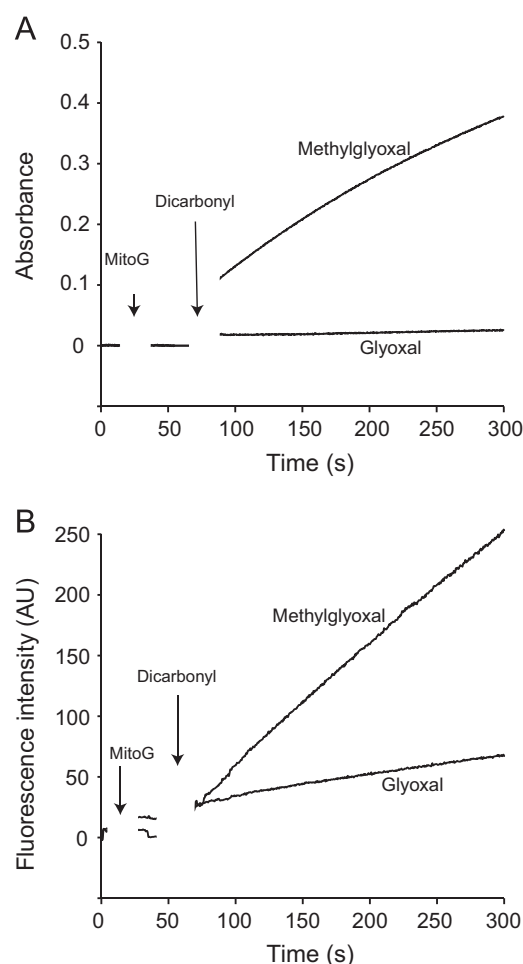 A
0.5
0.4
0.3
0.2
0.1
0
Absorbance
MitoG
Dicarbonyl
Methylglyoxal
Glyoxal
0 50 100 150 200 250 300
Time (s)
B
250
200
150
100
50
0
Fluorescence intensity (AU)
MitoG
Dicarbonyl
Methylglyoxal
Glyoxal
0 50 100 150 200 250 300
Time (s)